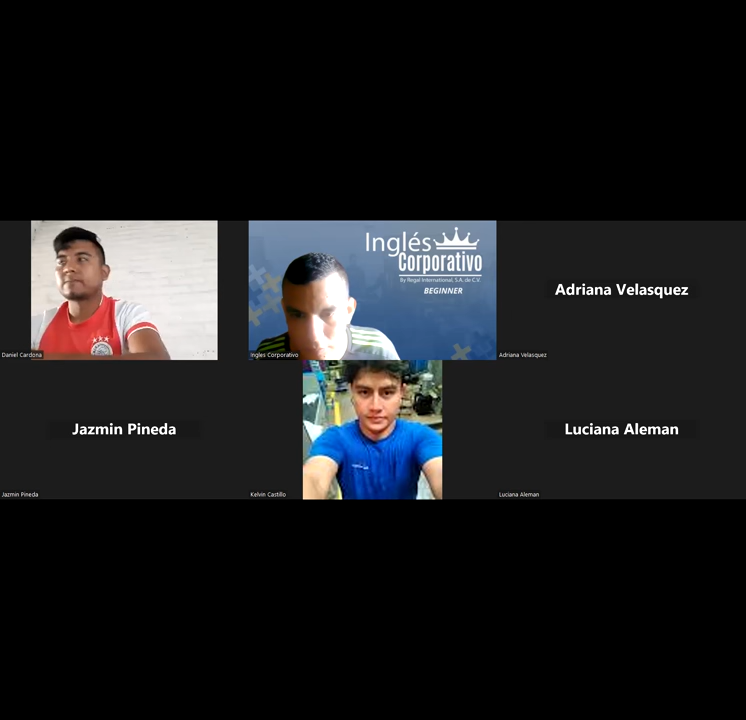 Inglés
Corporativo
By Regal International, S.A. de C.V.
BEGINNER
Adriana Velasquez
Daniel Cardona
Ingles Corporativo
Adriana Velasquez
Jazmin Pineda
Luciana Aleman
Jazmin Pineda
Kelvin Castillo
Luciana Aleman